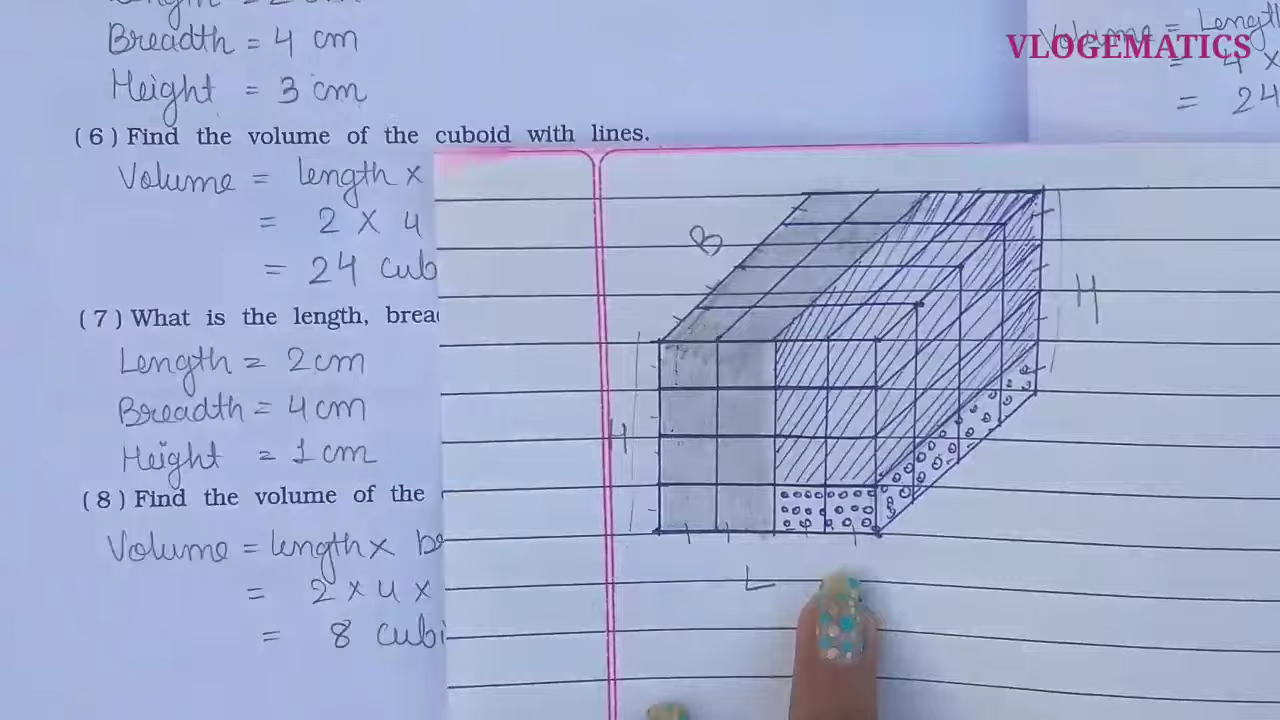 Breadth = 4 cm
Height = 3 cm
(6) Find the volume of the cuboid with lines.
Volume = length ×
= 2 × 4
= 24 cub
(7) What is the length, brea
Length = 2cm
Breadth = 4cm
Height = 1 cm
(8) Find the volume of the
Volume = length × b
= 2 × 4 ×
= 8 cubi
Volume = Length
= 4 ×
= 24
VLOGEMATICS
B
H
H
L